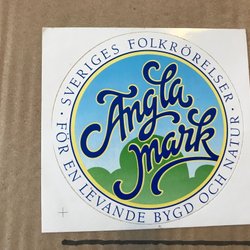 · SVERIGES FOLKRÖRELSER ·
Ängla
mark
FÖR EN LEVANDE BYGD OCH NATUR